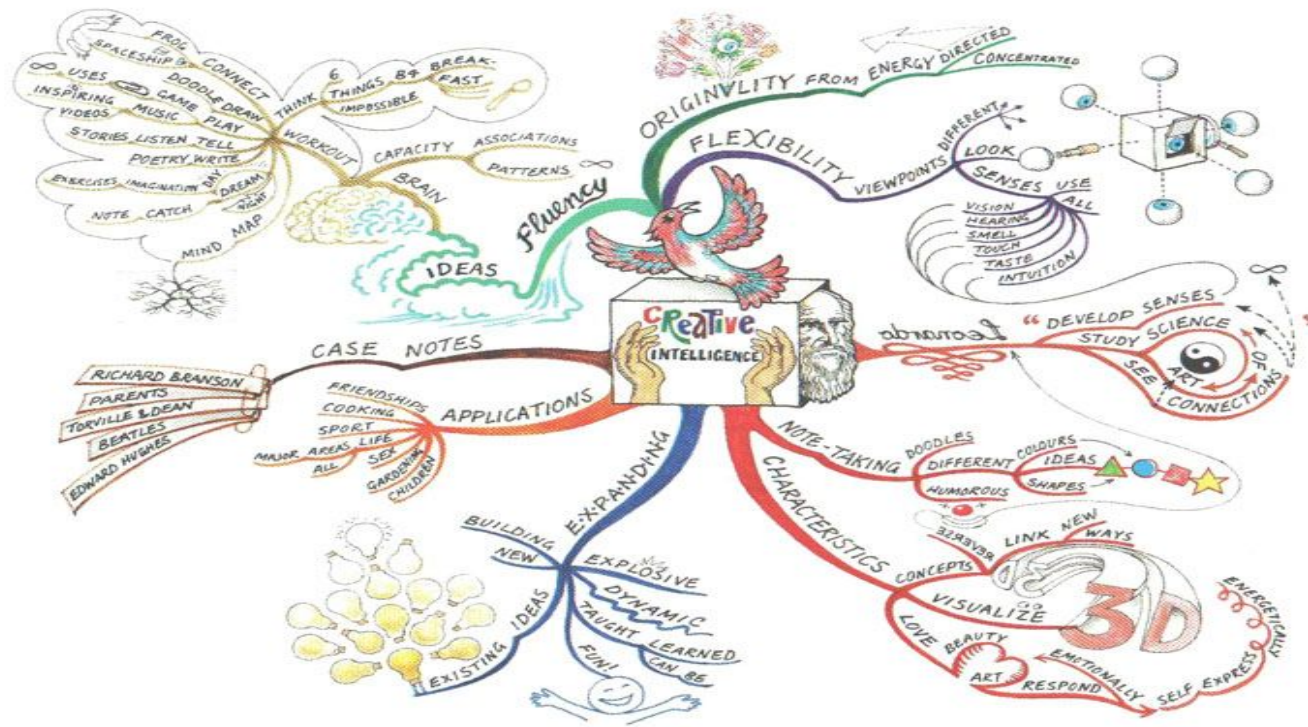 CREATIVE
INTELLIGENCE
Fluency
IDEAS
BRAIN
CAPACITY
ASSOCIATIONS
PATTERNS
WORKOUT
THINK
6
THINGS
B4
BREAK-
FAST
IMPOSSIBLE
CONNECT
FROG
SPACESHIP
DOODLE DRAW
PLAY
USES
GAME
MUSIC
INSPIRING
VIDEOS
STORIES LISTEN TELL
POETRY WRITE
EXERCISES IMAGINATION
DAY
DREAM
NIGHT
NOTE CATCH
MIND MAP
ORIGINALITY FROM ENERGY DIRECTED
CONCENTRATED
FLEXIBILITY
VIEWPOINTS
DIFFERENT
LOOK
SENSES
USE
ALL
VISION
HEARING
SMELL
TOUCH
TASTE
INTUITION
Leonardo
"
DEVELOP SENSES
STUDY
SCIENCE
OF
ART
SEE
CONNECTIONS
"
NOTE-TAKING
DOODLES
DIFFERENT
COLOURS
IDEAS
SHAPES
HUMOROUS
CHARACTERISTICS
CONCEPTS
REVERSE
LINK NEW
WAYS
VISUALIZE
3D
LOVE
BEAUTY
ART
RESPOND
EMOTIONALLY
SELF EXPRESS
ENERGETICALLY
EXPANDING
BUILDING
NEW
EXISTING IDEAS
EXPLOSIVE
DYNAMIC
TAUGHT
LEARNED
CAN BE
FUN!
APPLICATIONS
FRIENDSHIPS
COOKING
SPORT
MAJOR AREAS LIFE
ALL
SEX
GARDENING
CHILDREN
CASE NOTES
RICHARD BRANSON
PARENTS
TORVILLE & DEAN
BEATLES
EDWARD HUGHES